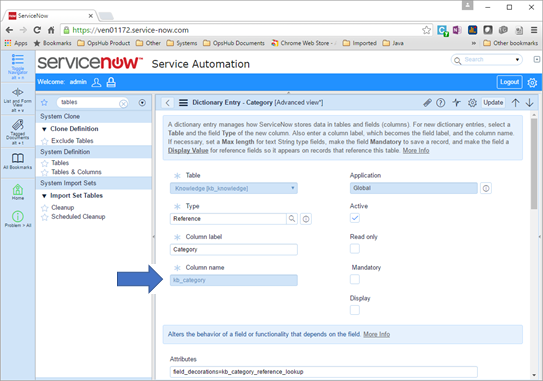 ServiceNow
https://ven01172.service-now.com
Apps
Bookmarks
OpsHub Product
Other
Systems
OpsHub Documents
Chrome Web Store - ..
Imported
Java
Other bookmarks
Toggle
Navigator
alt + n
List and Form
View
alt + v
Tagged
Documents
alt + t
All Bookmarks
Home
Problem > All
servicenow™ Service Automation
Search
Welcome: admin
Logout
tables
System Clone
Clone Definition
Exclude Tables
System Definition
Tables
Tables & Columns
System Import Sets
Import Set Tables
Cleanup
Scheduled Cleanup
Dictionary Entry - Category [Advanced view*]
Update
A dictionary entry manages how ServiceNow stores data in tables and fields (columns). For new dictionary entries, select a
Table and the field Type of the new column. Also enter a column label, which becomes the field label, and the column name.
If necessary, set a Max length for text String type fields, make the field Mandatory to save a record, and make the field a
Display Value for reference fields so it appears on records that reference this table. More Info
Table
Application
Knowledge [kb_knowledge]
Global
Type
Active
Reference
Column label
Read only
Category
Column name
Mandatory
kb_category
Display
Alters the behavior of a field or functionality that depends on the field. More Info
Attributes
field_decorations=kb_category_reference_lookup